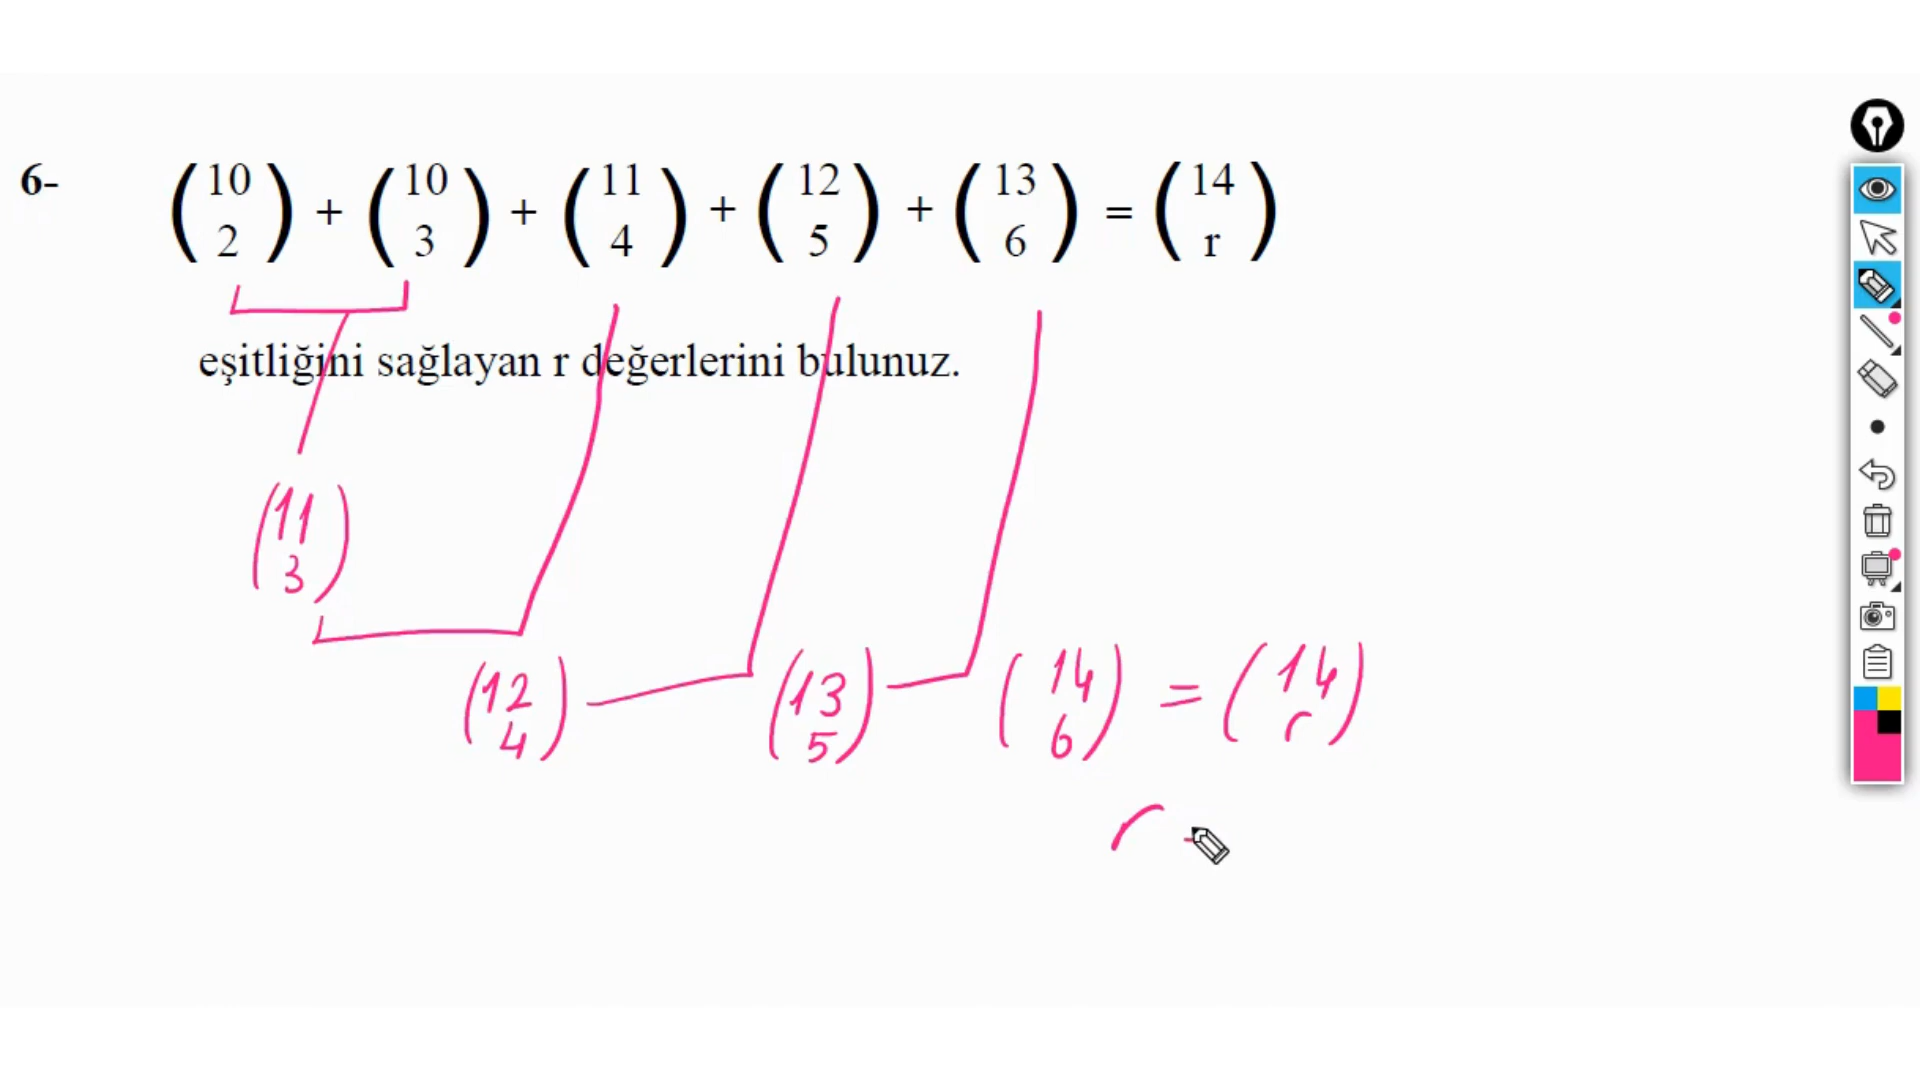 6- (10 2) + (10 3) + (11 4) + (12 5) + (13 6) = (14 r)
eşitliğini sağlayan r değerlerini bulunuz.
(11 3)
(12 4) (13 5) (14 6) = (14 r)
r